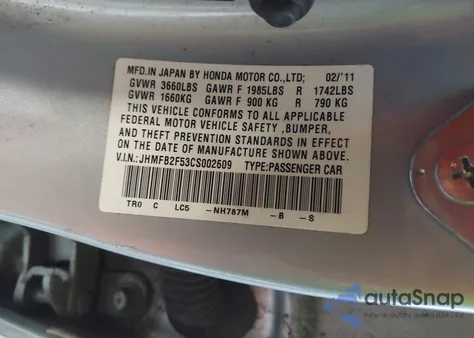 MFD.IN JAPAN BY HONDA MOTOR CO.,LTD; 02/'11
GVWR 3660LBS GAWR F 1985LBS R 1742LBS
GVWR 1660KG GAWR F 900 KG R 790 KG
THIS VEHICLE CONFORMS TO ALL APPLICABLE
FEDERAL MOTOR VEHICLE SAFETY ,BUMPER,
AND THEFT PREVENTION STANDARDS IN EFFECT
ON THE DATE OF MANUFACTURE SHOWN ABOVE.
V.I.N.: JHMFB2F53CS002609 TYPE:PASSENGER CAR
TRO C LC5 -NH787M -B -S
autoSnap